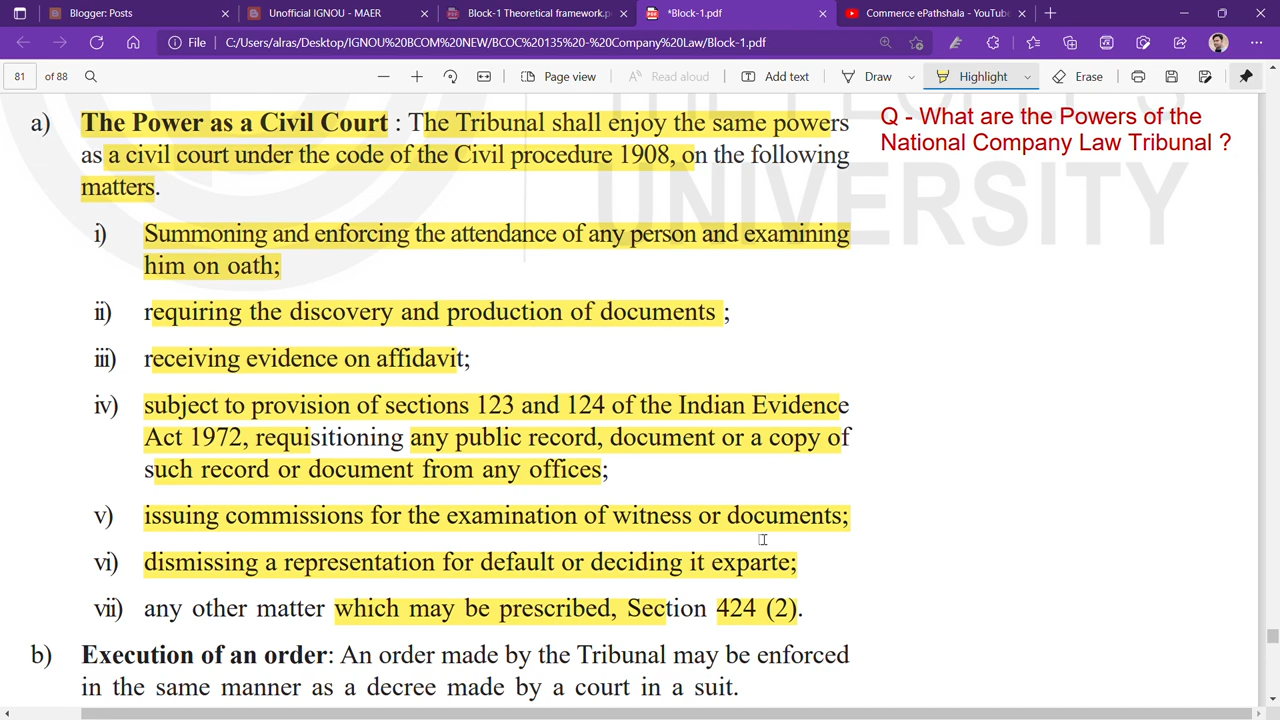 Blogger: Posts
Unofficial IGNOU - MAER
Block-1 Theoretical framework.p
*Block-1.pdf
Commerce ePathshala - YouTube
File
C:/Users/alras/Desktop/IGNOU%20BCOM%20NEW/BCOC%20135%20-%20Company%20Law/Block-1.pdf
81 of 88
Page view
Read aloud
Add text
Draw
Highlight
Erase
THE PEOPLE'S
UNIVERSITY
a) The Power as a Civil Court : The Tribunal shall enjoy the same powers
as a civil court under the code of the Civil procedure 1908, on the following
matters.
i) Summoning and enforcing the attendance of any person and examining
him on oath;
ii) requiring the discovery and production of documents ;
iii) receiving evidence on affidavit;
iv) subject to provision of sections 123 and 124 of the Indian Evidence
Act 1972, requisitioning any public record, document or a copy of
such record or document from any offices;
v) issuing commissions for the examination of witness or documents;
vi) dismissing a representation for default or deciding it exparte;
vii) any other matter which may be prescribed, Section 424 (2).
b) Execution of an order: An order made by the Tribunal may be enforced
in the same manner as a decree made by a court in a suit.
Q - What are the Powers of the
National Company Law Tribunal ?